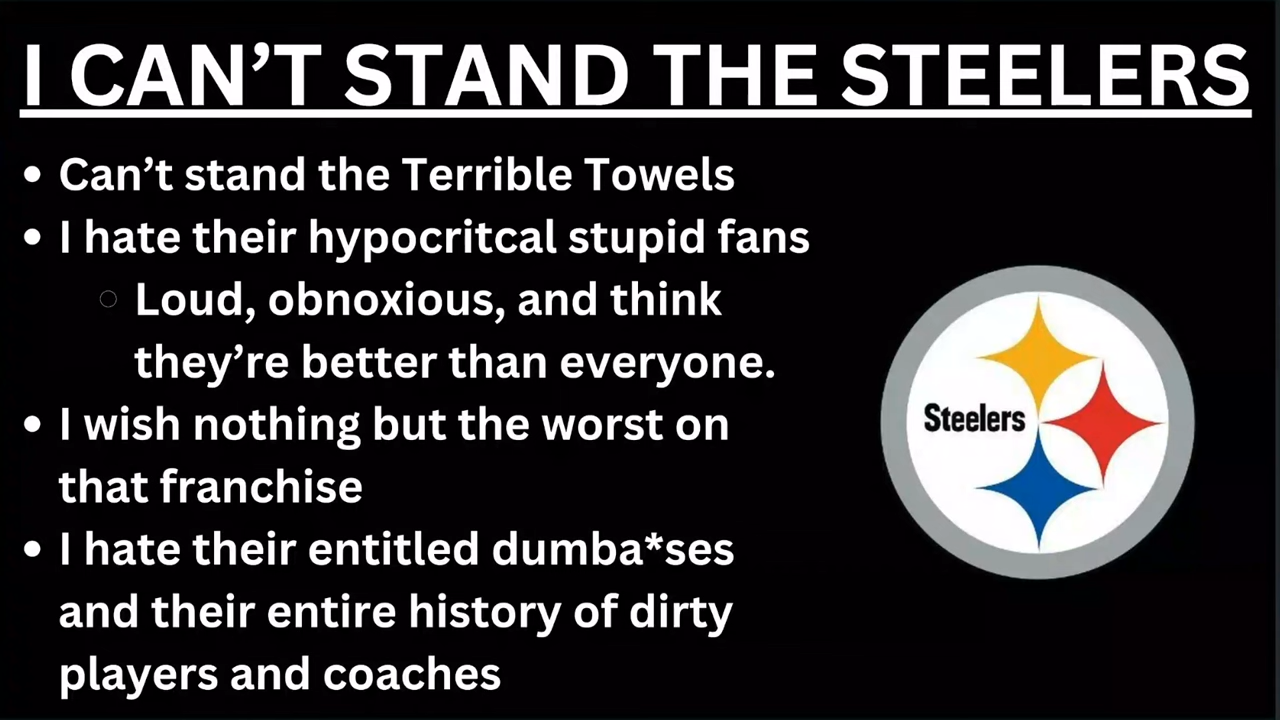 I CAN’T STAND THE STEELERS
• Can’t stand the Terrible Towels
• I hate their hypocritcal stupid fans
○ Loud, obnoxious, and think
they’re better than everyone.
• I wish nothing but the worst on
that franchise
• I hate their entitled dumba*ses
and their entire history of dirty
players and coaches
Steelers